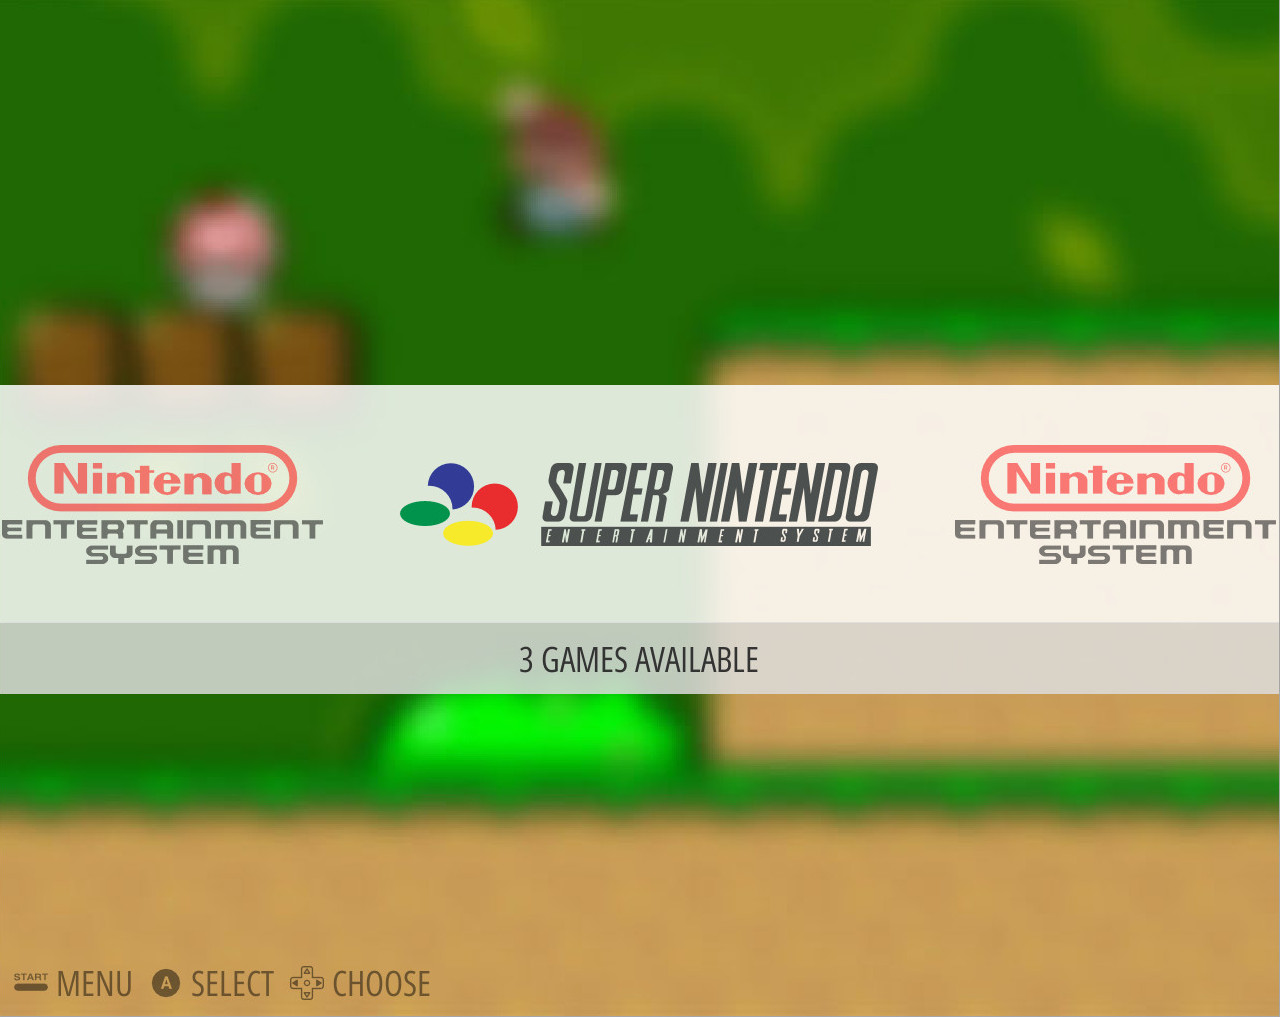 Nintendo®
ENTERTAINMENT
SYSTEM
SUPER NINTENDO
ENTERTAINMENT SYSTEM
Nintendo®
ENTERTAINMENT
SYSTEM
3 GAMES AVAILABLE
START MENU A SELECT CHOOSE